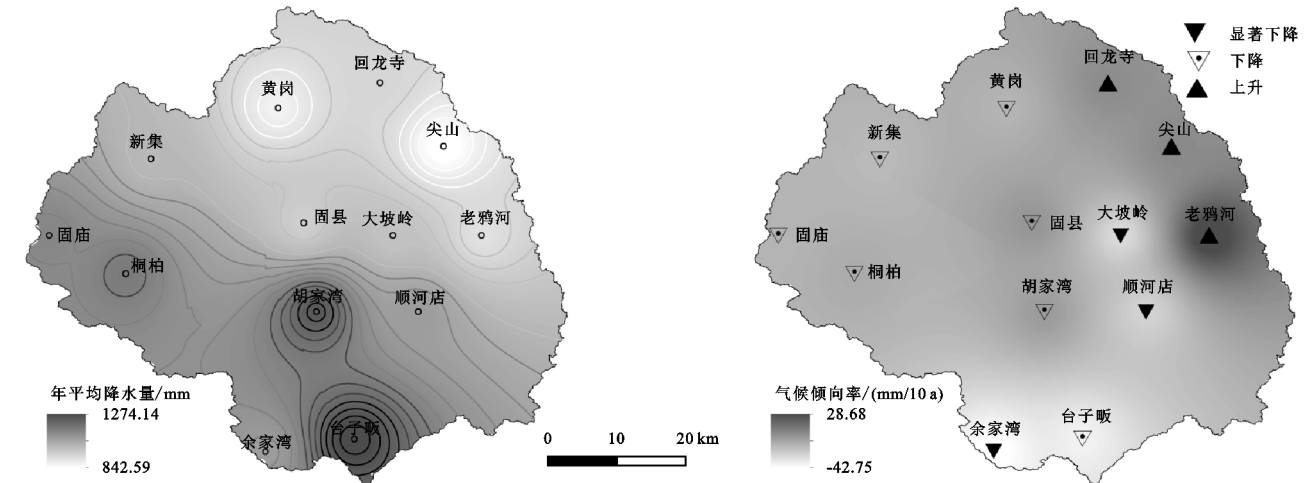 回龙寺
黄岗
尖山
新集
固县
大坡岭
老鸦河
固庙
桐柏
胡家湾
顺河店
年平均降水量/mm
1274.14
842.59
余家湾
台子畈
0 10 20 km
显著下降
下降
上升
回龙寺
黄岗
尖山
新集
大坡岭
老鸦河
固县
固庙
桐柏
胡家湾
顺河店
气候倾向率/(mm/10 a)
28.68
-42.75
余家湾
台子畈